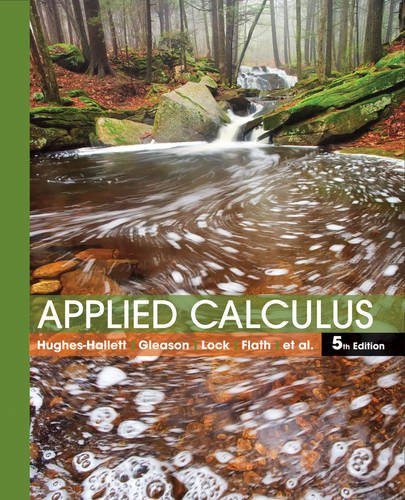 APPLIED CALCULUS
Hughes-Hallett | Gleason | Lock | Flath | et al. 5th Edition